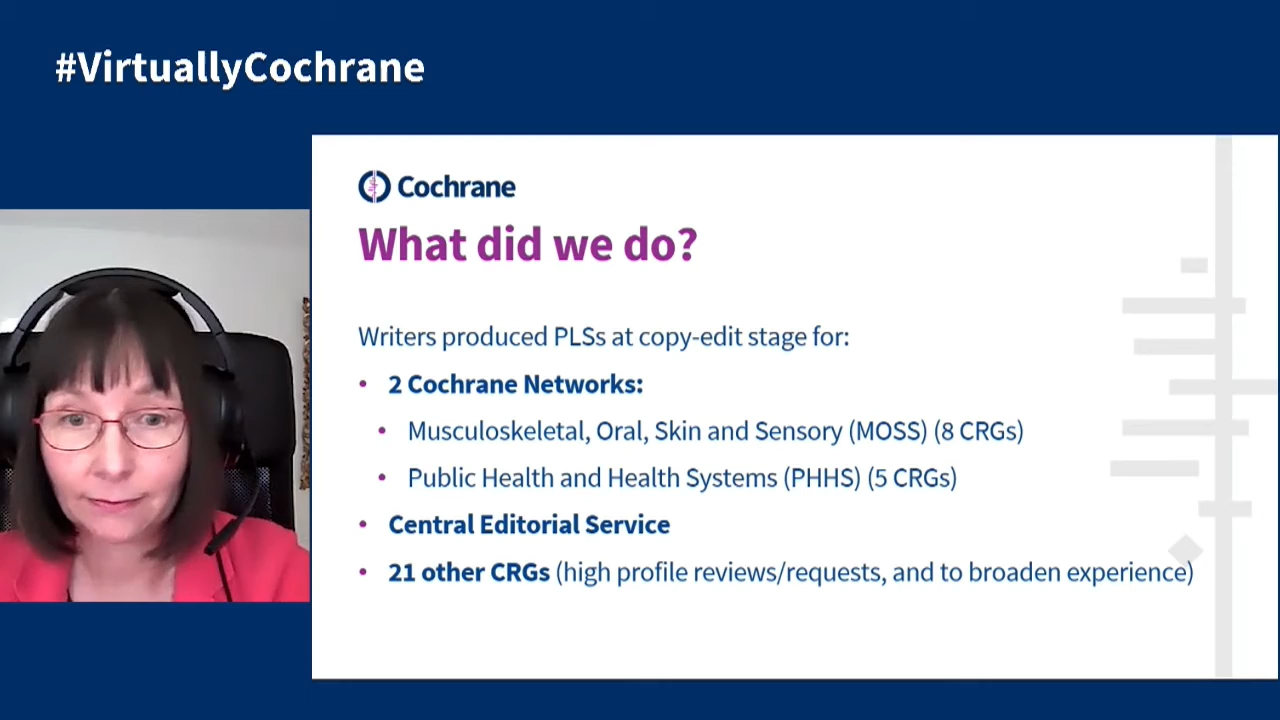 #VirtuallyCochrane
Cochrane
What did we do?
Writers produced PLSs at copy-edit stage for:
• 2 Cochrane Networks:
• Musculoskeletal, Oral, Skin and Sensory (MOSS) (8 CRGs)
• Public Health and Health Systems (PHHS) (5 CRGs)
• Central Editorial Service
• 21 other CRGs (high profile reviews/requests, and to broaden experience)